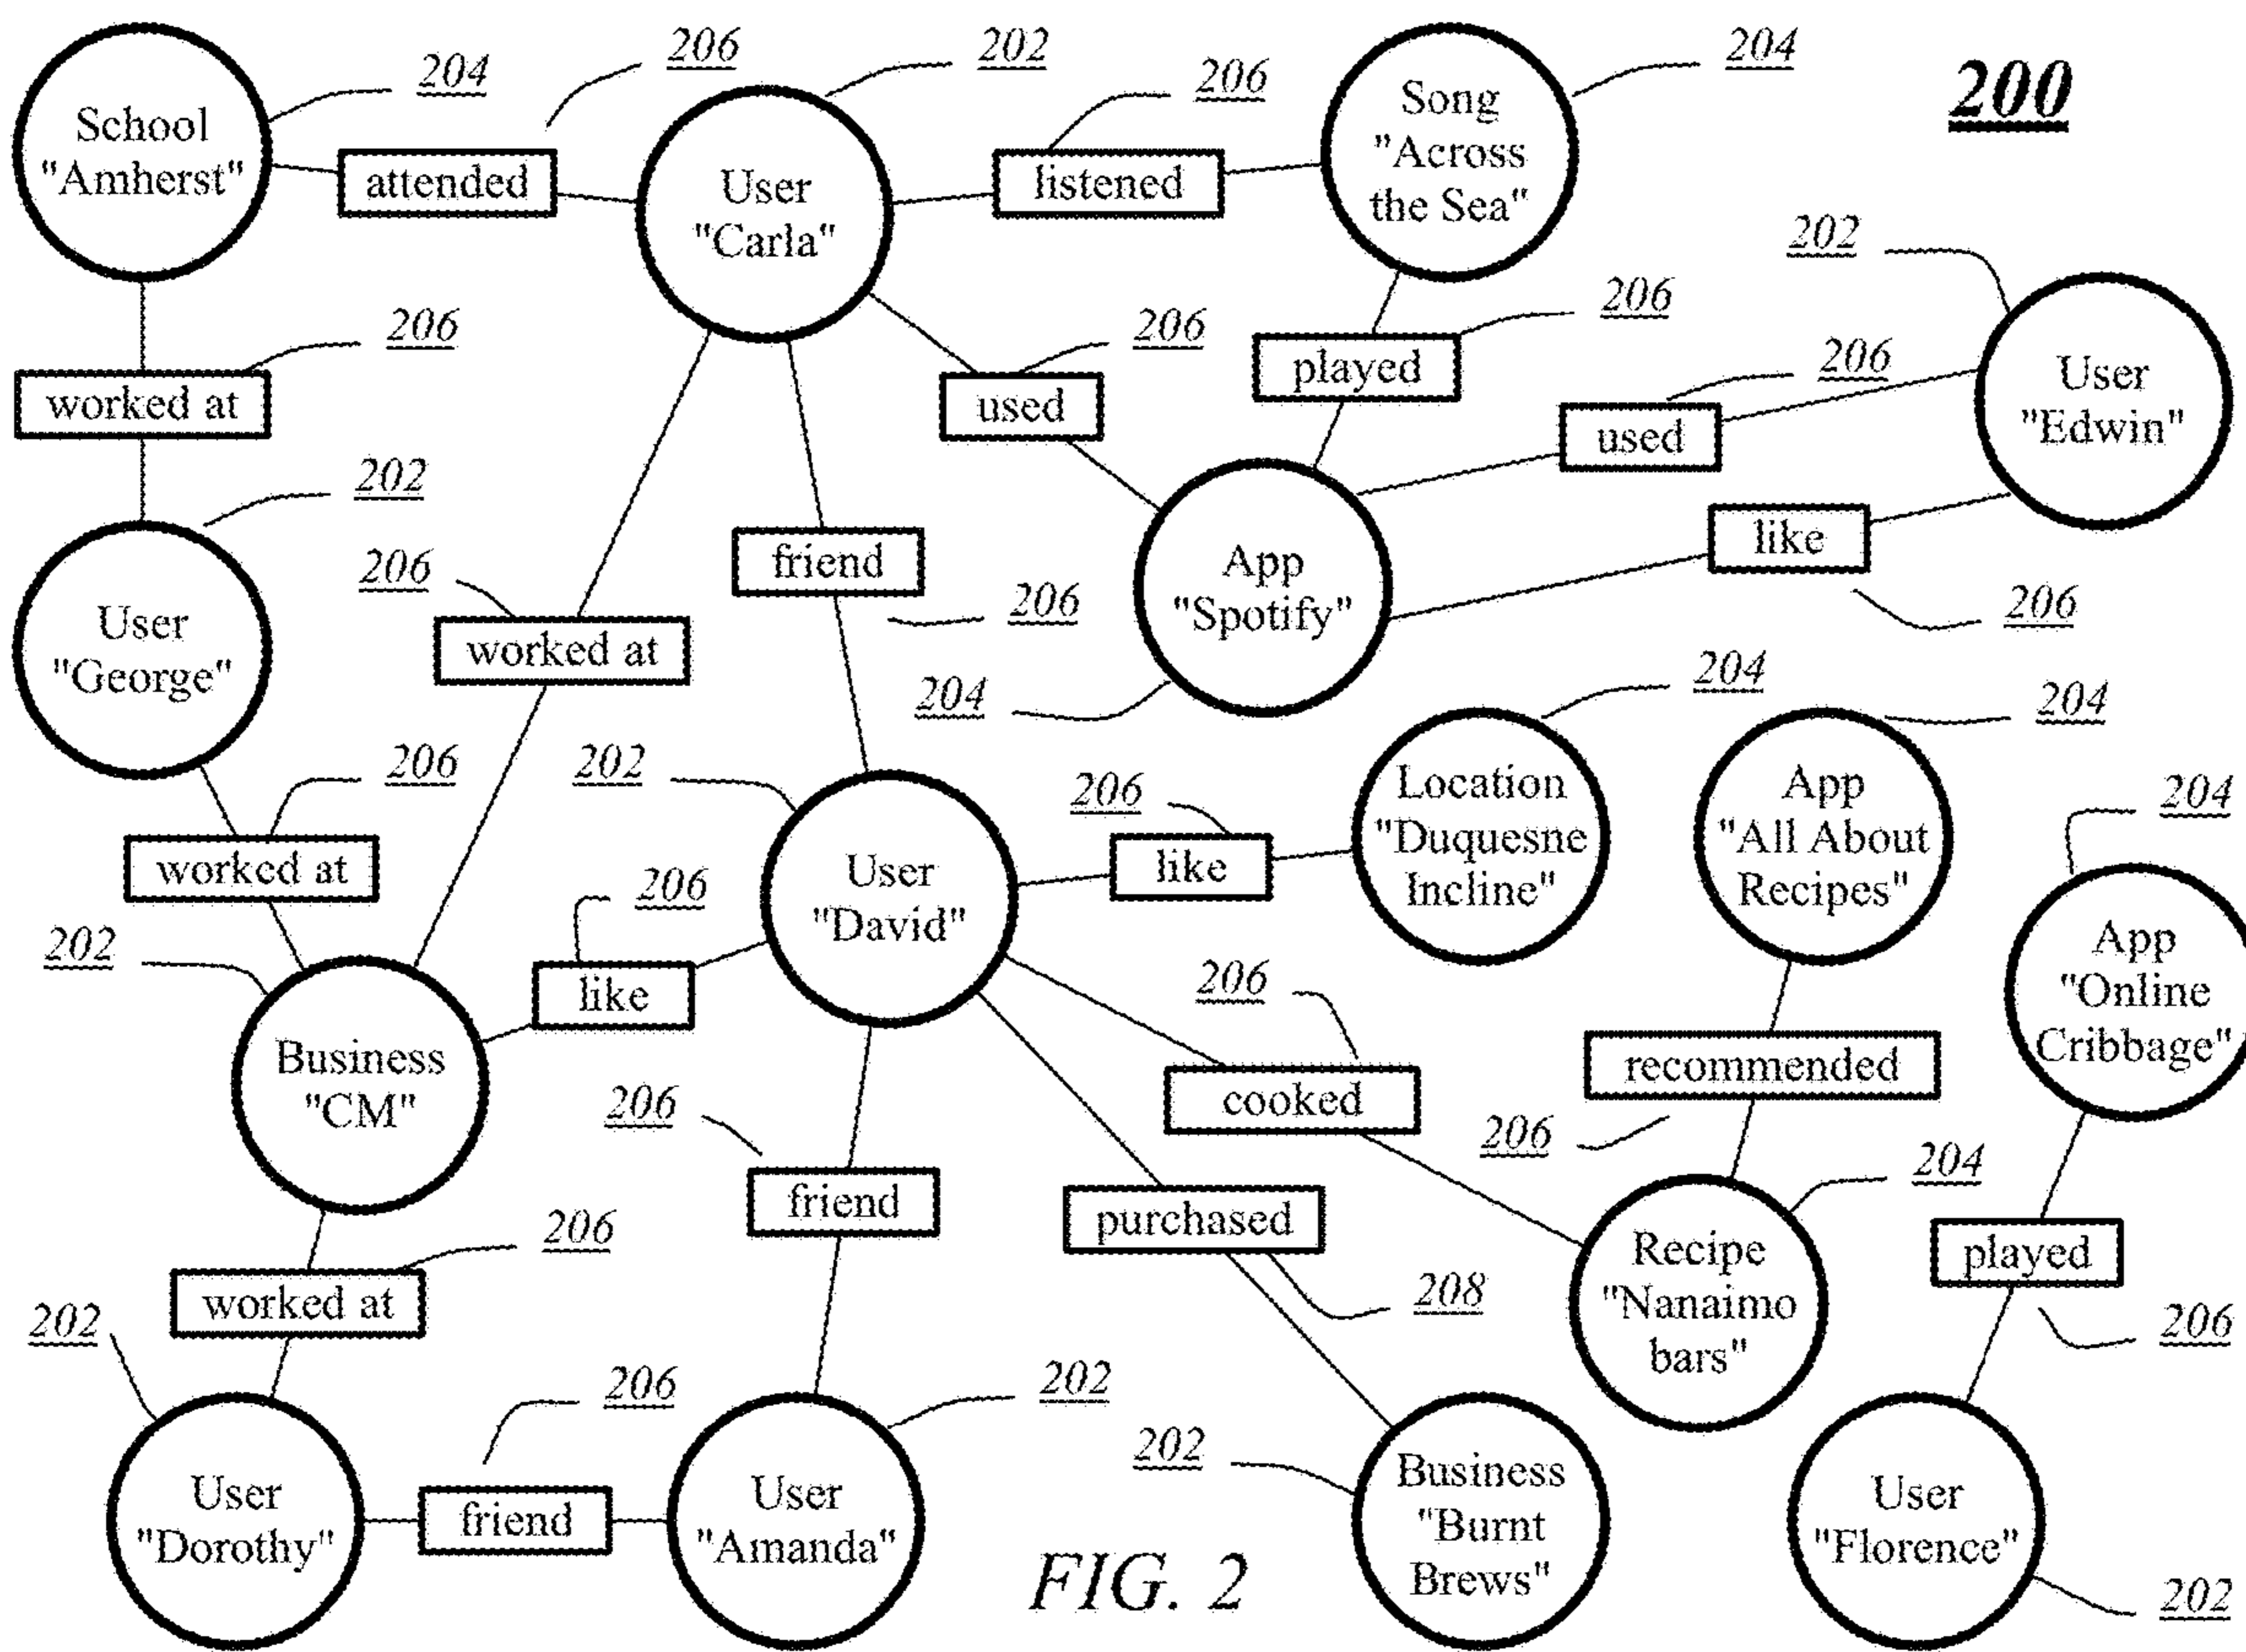 204
206
202
206
204
200
School
"Amherst"
attended
User
"Carla"
listened
Song
"Across
the Sea"
202
206
worked at
206
used
206
played
206
used
User
"Edwin"
202
User
"George"
206
worked at
friend
206
App
"Spotify"
204
like
206
206
worked at
202
User
"David"
206
like
204
Location
"Duquesne
Incline"
204
App
"All About
Recipes"
204
App
"Online
Cribbage"
202
Business
"CM"
206
like
206
cooked
recommended
206
206
friend
purchased
208
204
Recipe
"Nanaimo
bars"
played
206
206
worked at
202
User
"Dorothy"
206
friend
202
User
"Amanda"
202
Business
"Burnt
Brews"
User
"Florence"
202
FIG. 2